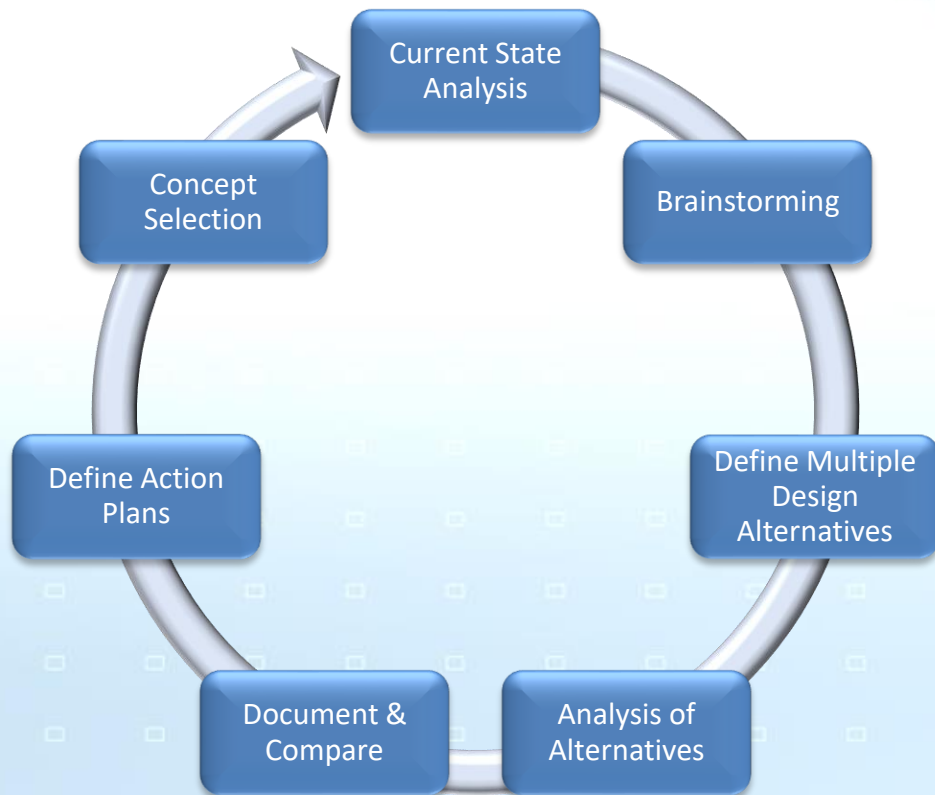 Current State
Analysis
Brainstorming
Define Multiple
Design
Alternatives
Analysis of
Alternatives
Document &
Compare
Define Action
Plans
Concept
Selection